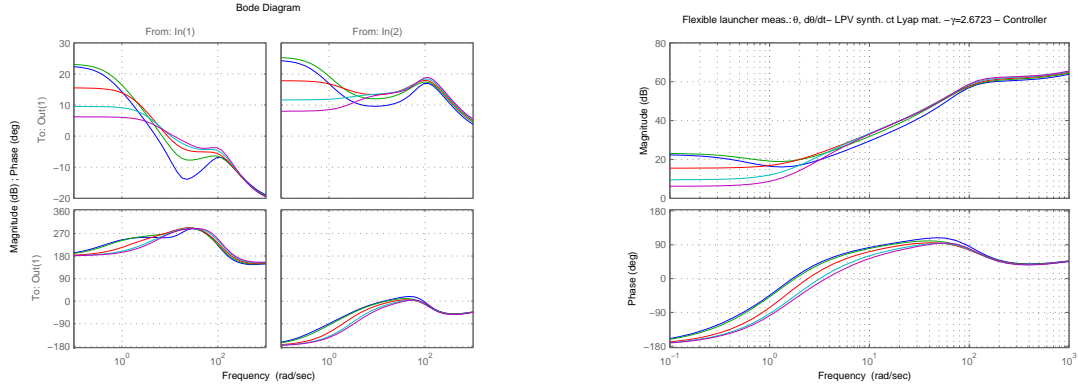 Bode Diagram
From: In(1)
From: In(2)
Magnitude (dB) ; Phase (deg)
To: Out(1)
30
20
10
0
−10
−20
To: Out(1)
360
270
180
90
0
−90
−180
10^0
10^2
10^0
10^2
Frequency (rad/sec)
Flexible launcher meas.: θ, dθ/dt− LPV synth. ct Lyap mat. −γ=2.6723 − Controller
Magnitude (dB)
80
60
40
20
0
Phase (deg)
180
90
0
−90
−180
10^−1
10^0
10^1
10^2
10^3
Frequency (rad/sec)